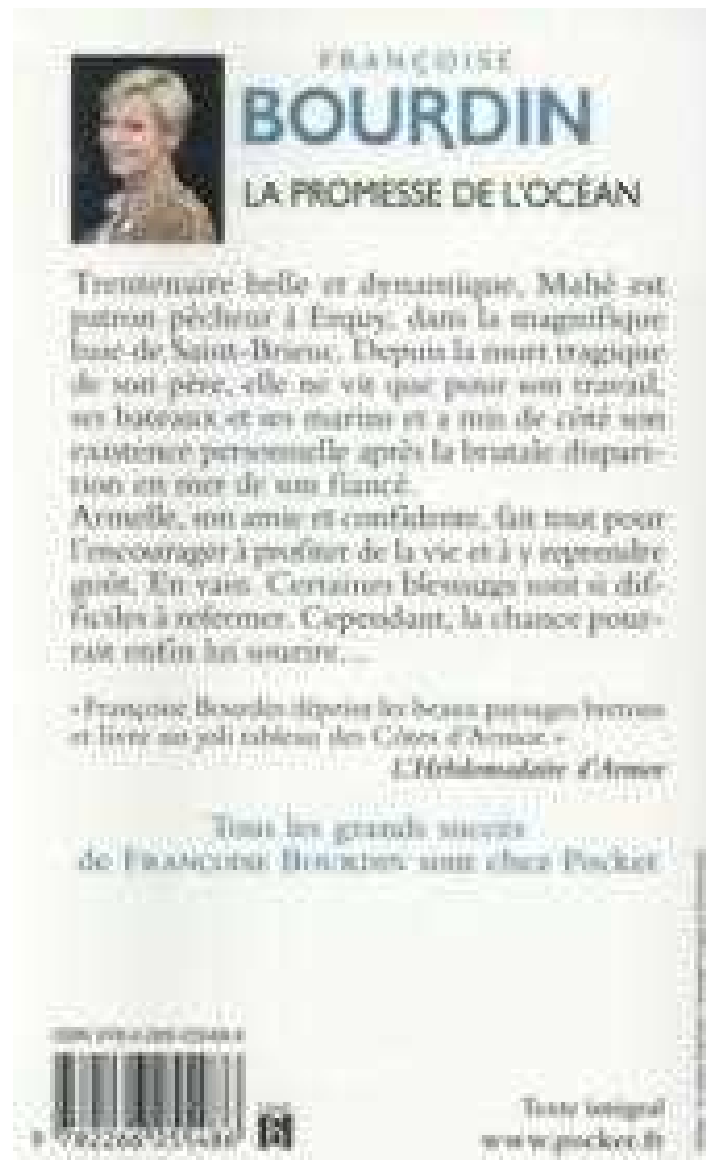 FRANÇOISE
BOURDIN
LA PROMESSE DE L'OCÉAN
Trentenaire belle et dynamique, Mahé est
patron pêcheur à Erquy, dans la magnifique
baie de Saint-Brieuc. Depuis la mort tragique
de son père, elle ne vit que pour son travail,
ses bateaux et ses marins et a mis de côté son
existence personnelle après la brutale dispari-
tion en mer de son fiancé.
Armelle, son amie et confidente, fait tout pour
l'encourager à profiter de la vie et à y reprendre
goût. En vain. Certaines blessures sont si dif-
ficiles à refermer. Cependant, la chance pour-
rait enfin lui sourire...
« Françoise Bourdin dépeint les beaux paysages bretons
et livre un joli tableau des Côtes d'Armor. »
L'Hebdomadaire d'Armor
Tous les grands succès
de FRANÇOISE BOURDIN sont chez Pocket
Texte intégral
www.pocket.fr